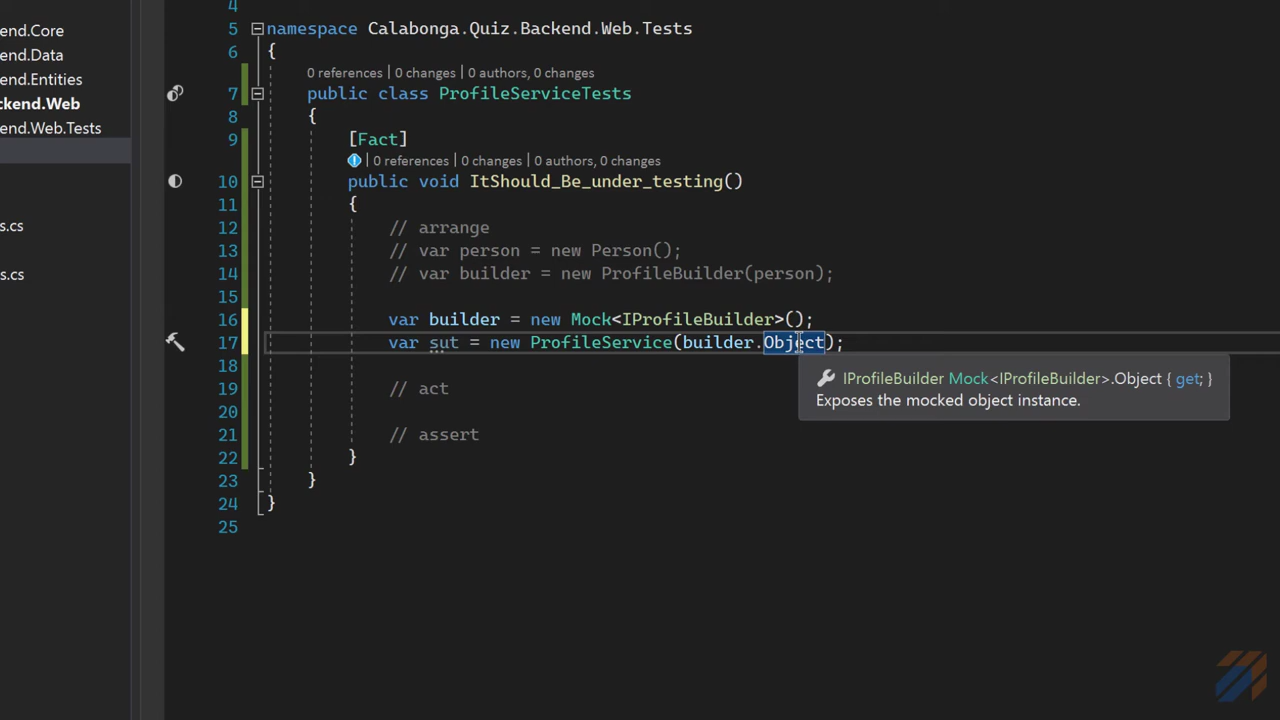 4
end.Core
end.Data
end.Entities
ckend.Web
end.Web.Tests
s.cs
s.cs
5 namespace Calabonga.Quiz.Backend.Web.Tests
6 {
0 references | 0 changes | 0 authors, 0 changes
7 public class ProfileServiceTests
8 {
9 [Fact]
0 references | 0 changes | 0 authors, 0 changes
10 public void ItShould_Be_under_testing()
11 {
12 // arrange
13 // var person = new Person();
14 // var builder = new ProfileBuilder(person);
15
16 var builder = new Mock<IProfileBuilder>();
17 var sut = new ProfileService(builder.Object);
18
IProfileBuilder Mock<IProfileBuilder>.Object { get; }
Exposes the mocked object instance.
19 // act
20
21 // assert
22 }
23 }
24 }
25